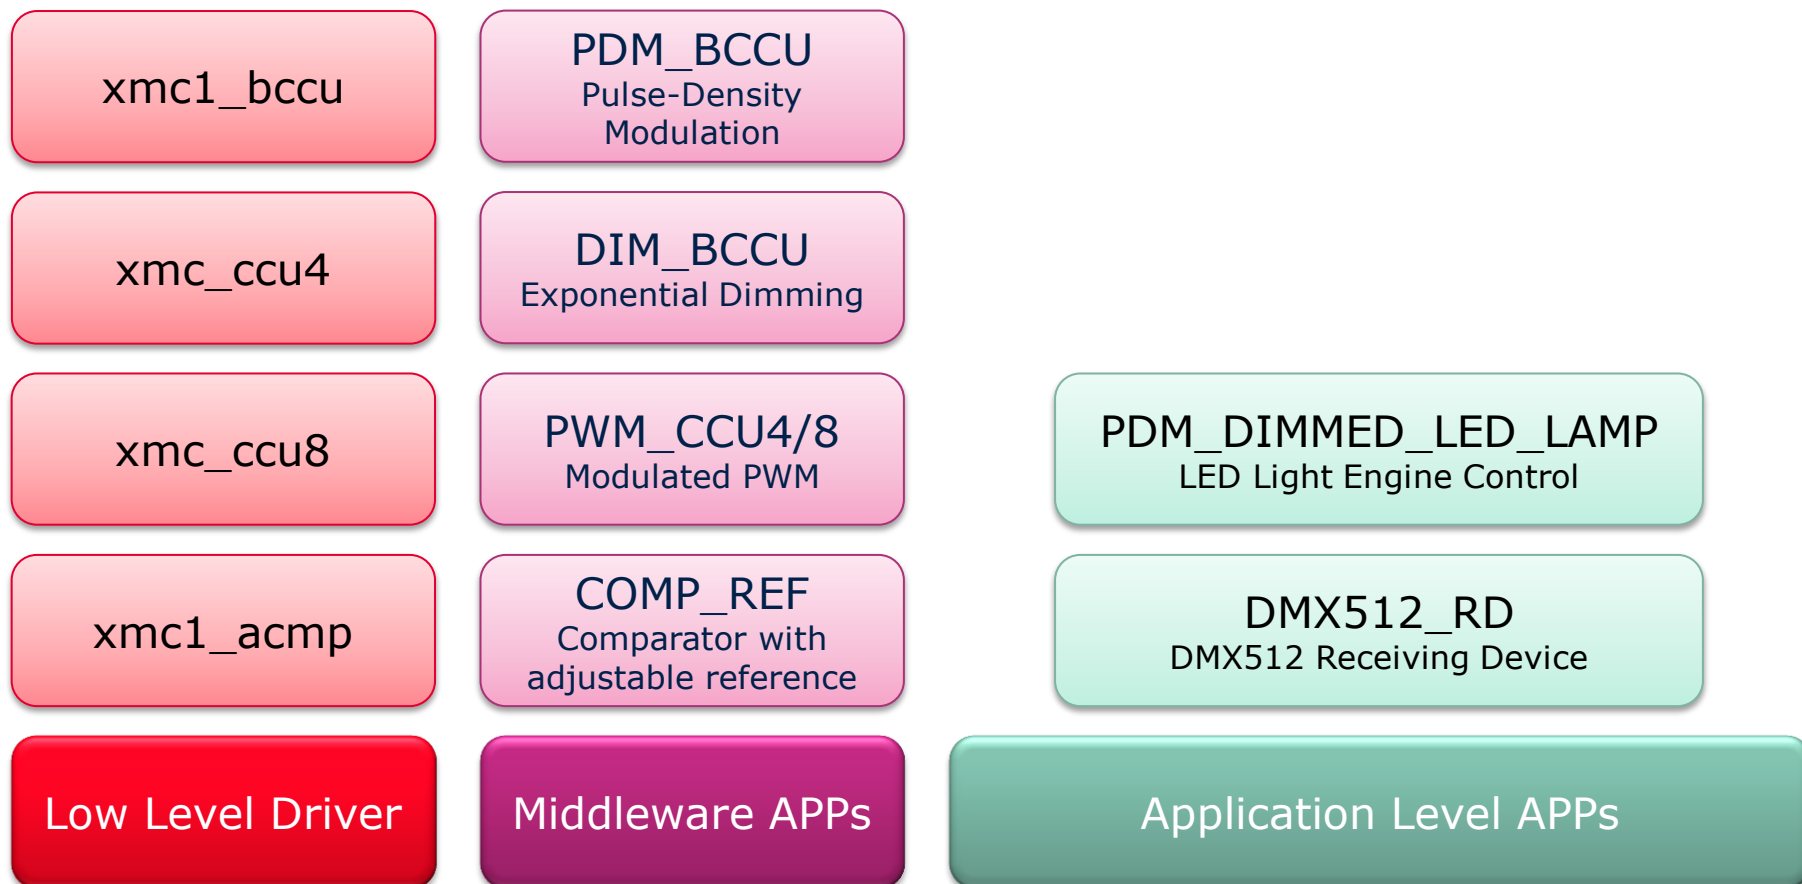 xmc1_bccu
PDM_BCCU
Pulse-Density
Modulation
xmc_ccu4
DIM_BCCU
Exponential Dimming
xmc_ccu8
PWM_CCU4/8
Modulated PWM
PDM_DIMMED_LED_LAMP
LED Light Engine Control
xmc1_acmp
COMP_REF
Comparator with
adjustable reference
DMX512_RD
DMX512 Receiving Device
Low Level Driver
Middleware APPs
Application Level APPs